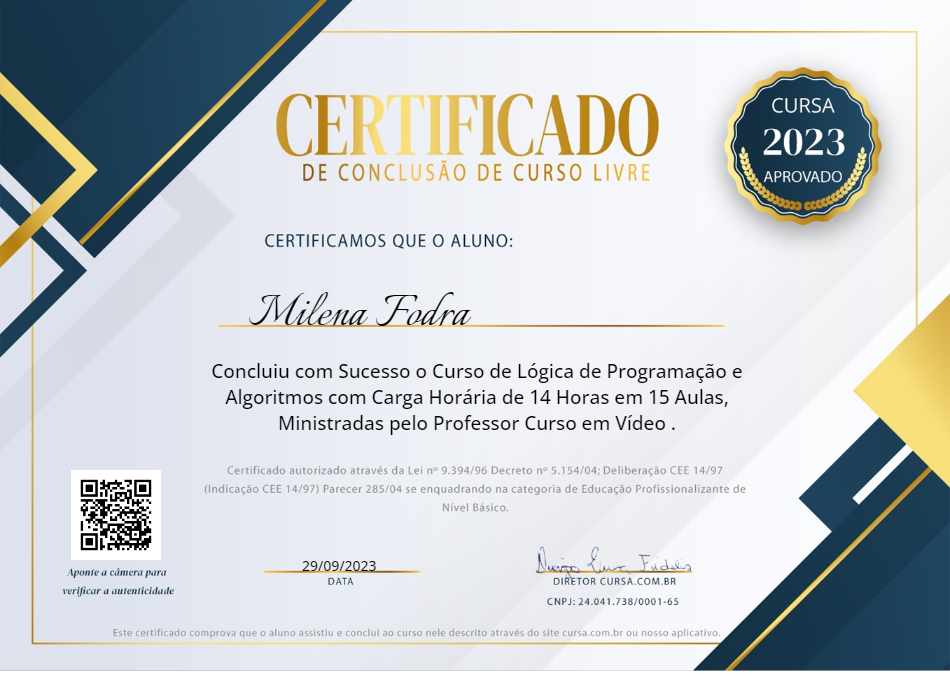 CERTIFICADO
DE CONCLUSÃO DE CURSO LIVRE
CURSA
2023
APROVADO
CERTIFICAMOS QUE O ALUNO:
Milena Fodra
Concluiu com Sucesso o Curso de Lógica de Programação e
Algoritmos com Carga Horária de 14 Horas em 15 Aulas,
Ministradas pelo Professor Curso em Vídeo .
Certificado autorizado através da Lei nº 9.394/96 Decreto nº 5.154/04; Deliberação CEE 14/97
(Indicação CEE 14/97) Parecer 285/04 se enquadrando na categoria de Educação Profissionalizante de
Nível Básico.
Aponte a câmera para
verificar a autenticidade
29/09/2023
DATA
DIRETOR CURSA.COM.BR
CNPJ: 24.041.738/0001-65
Este certificado comprova que o aluno assistiu e conclui ao curso nele descrito através do site cursa.com.br ou nosso aplicativo.